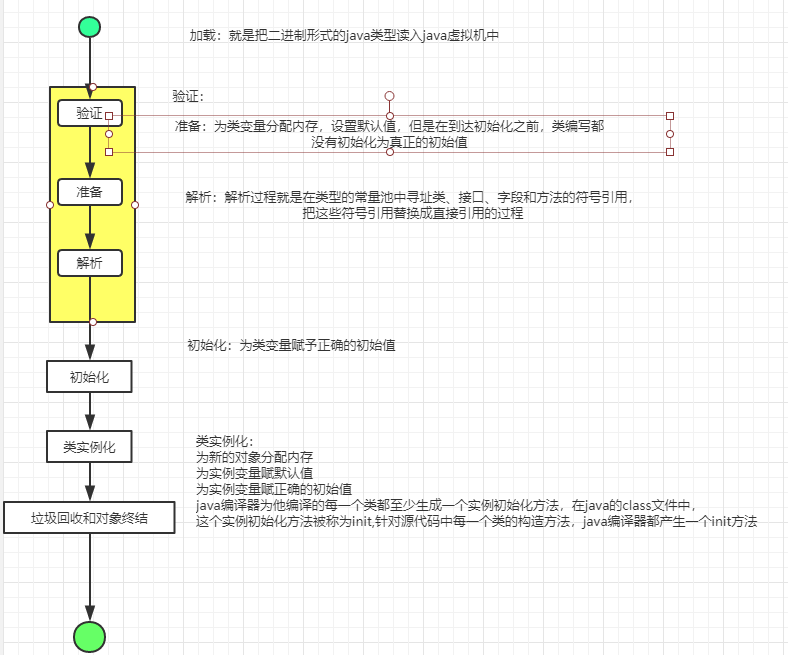 加载：就是把二进制形式的java类型读入java虚拟机中
验证：
验证
准备：为类变量分配内存，设置默认值，但是在到达初始化之前，类编写都
没有初始化为真正的初始值
准备
解析：解析过程就是在类型的常量池中寻址类、接口、字段和方法的符号引用，
把这些符号引用替换成直接引用的过程
解析
初始化：为类变量赋予正确的初始值
初始化
类实例化：
类实例化
为新的对象分配内存
为实例变量赋默认值
为实例变量赋正确的初始值
java编译器为他编译的每一个类都至少生成一个实例初始化方法，在java的class文件中，
这个实例初始化方法被称为init,针对源代码中每一个类的构造方法，java编译器都产生一个init方法
垃圾回收和对象终结